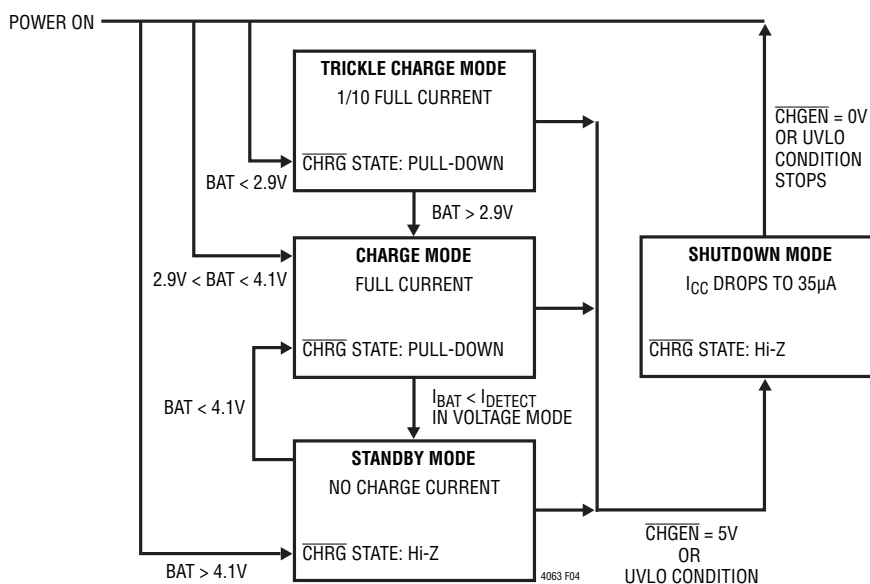 POWER ON
TRICKLE CHARGE MODE
1/10 FULL CURRENT
CHRG STATE: PULL-DOWN
BAT < 2.9V
BAT > 2.9V
CHARGE MODE
FULL CURRENT
2.9V < BAT < 4.1V
CHRG STATE: PULL-DOWN
BAT < 4.1V
IBAT < IDETECT
IN VOLTAGE MODE
STANDBY MODE
NO CHARGE CURRENT
CHRG STATE: Hi-Z
BAT > 4.1V
4063 F04
CHGEN = 0V
OR UVLO
CONDITION
STOPS
SHUTDOWN MODE
ICC DROPS TO 35µA
CHRG STATE: Hi-Z
CHGEN = 5V
OR
UVLO CONDITION